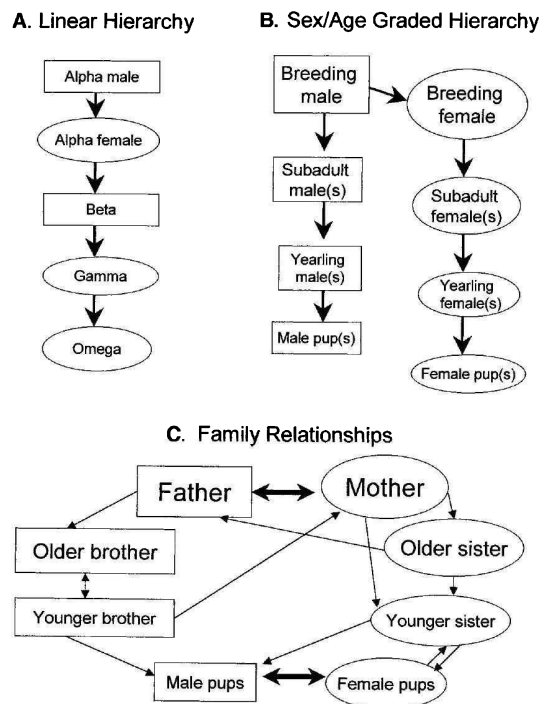 A. Linear Hierarchy
Alpha male
Alpha female
Beta
Gamma
Omega
B. Sex/Age Graded Hierarchy
Breeding
male
Breeding
female
Subadult
male(s)
Subadult
female(s)
Yearling
male(s)
Yearling
female(s)
Male pup(s)
Female pup(s)
C. Family Relationships
Father
Mother
Older brother
Older sister
Younger brother
Younger sister
Male pups
Female pups